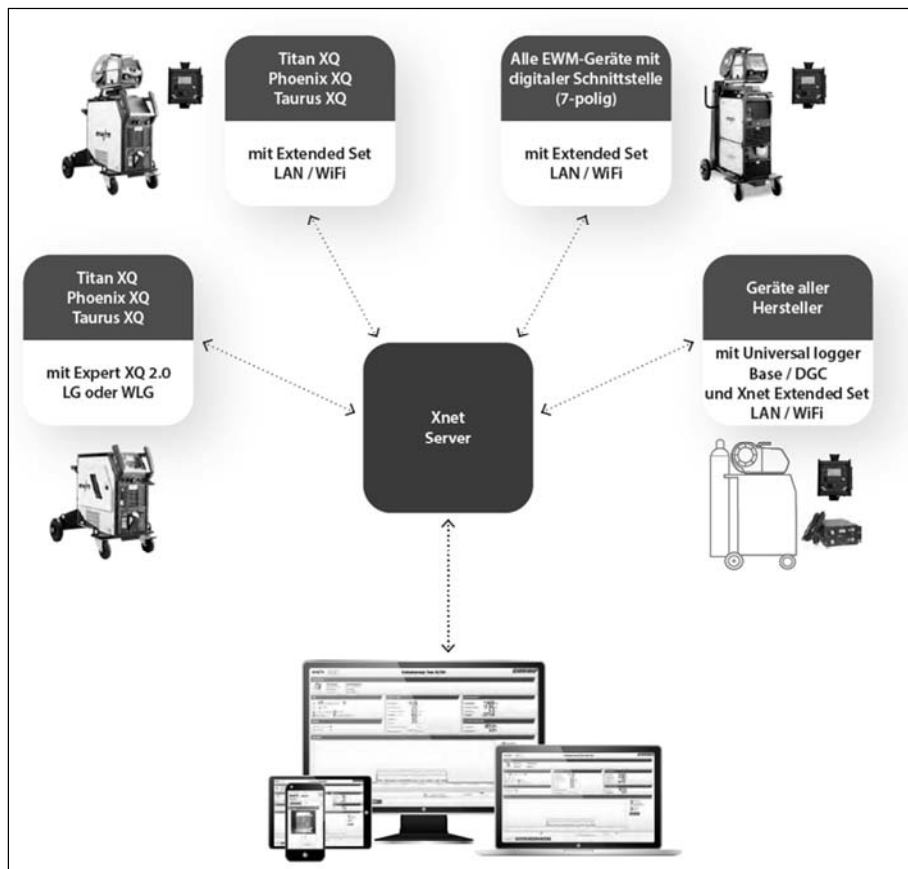 Titan XQ
Phoenix XQ
Taurus XQ
mit Extended Set
LAN / WiFi
Alle EWM-Geräte mit
digitaler Schnittstelle
(7-polig)
mit Extended Set
LAN / WiFi
Titan XQ
Phoenix XQ
Taurus XQ
mit Expert XQ 2.0
LG oder WLG
Geräte aller
Hersteller
mit Universal logger
Base / DGC
und Xnet Extended Set
LAN / WiFi
Xnet
Server